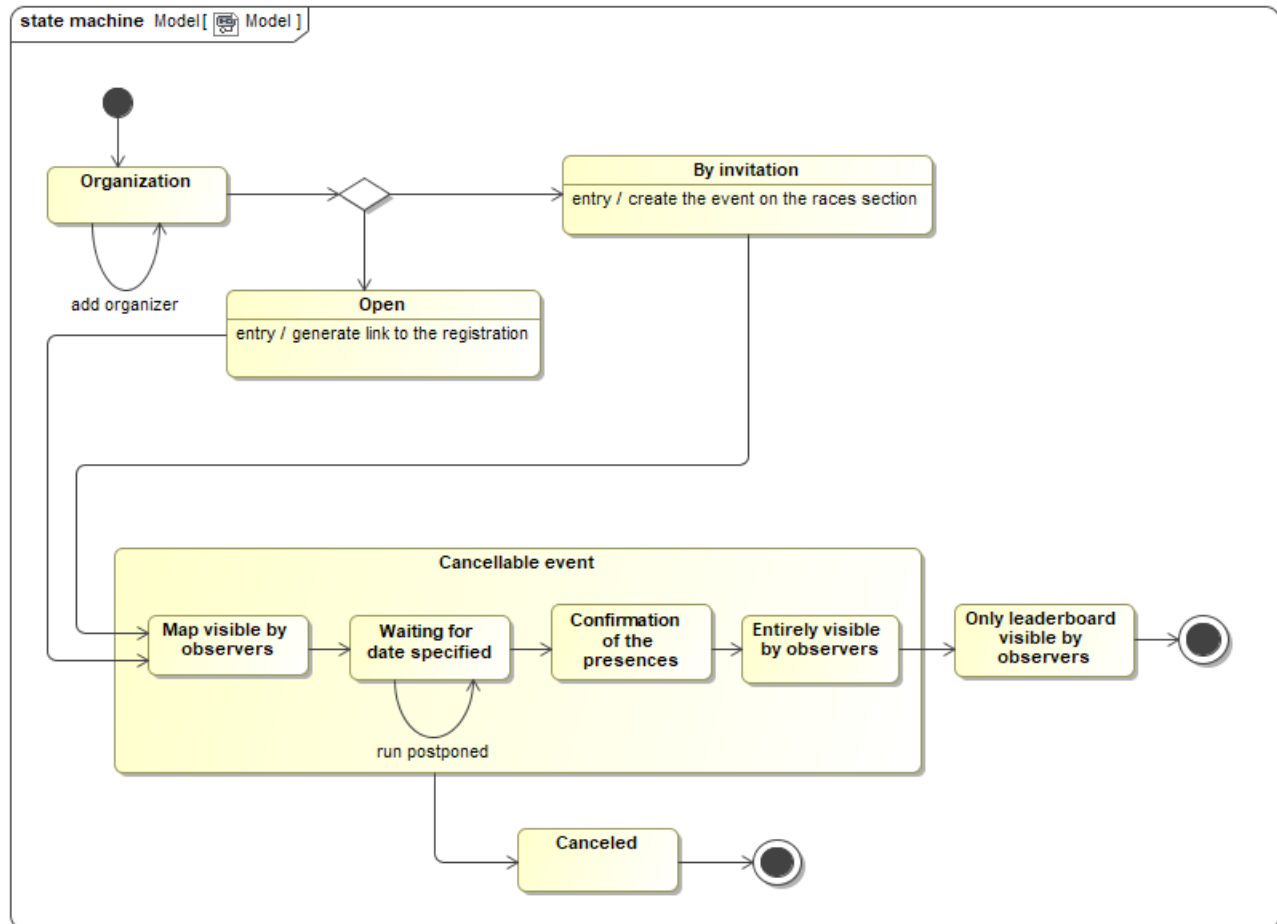 state machine Model [ Model ]
Organization
add organizer
By invitation
entry / create the event on the races section
Open
entry / generate link to the registration
Cancellable event
Map visible by
observers
Waiting for
date specified
run postponed
Confirmation
of the
presences
Entirely visible
by observers
Only leaderboard
visible by
observers
Canceled